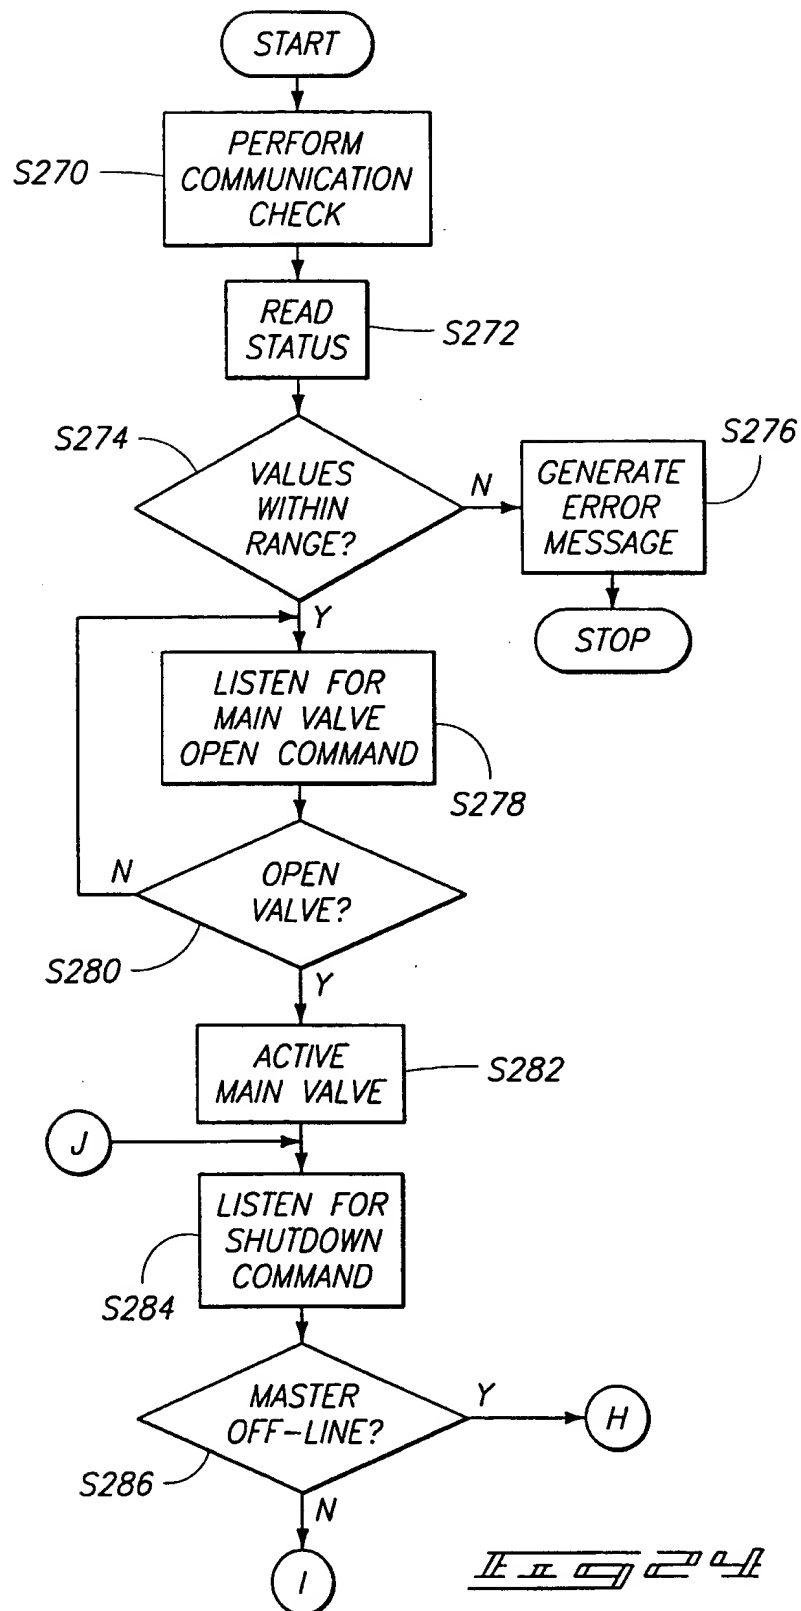 START
S270
PERFORM
COMMUNICATION
CHECK
READ
STATUS
S272
S274
VALUES
WITHIN
RANGE?
N
GENERATE
ERROR
MESSAGE
S276
STOP
Y
LISTEN FOR
MAIN VALVE
OPEN COMMAND
S278
N
OPEN
VALVE?
S280
Y
ACTIVE
MAIN VALVE
S282
J
LISTEN FOR
SHUTDOWN
COMMAND
S284
MASTER
OFF-LINE?
Y
H
S286
N
I
Fig 24